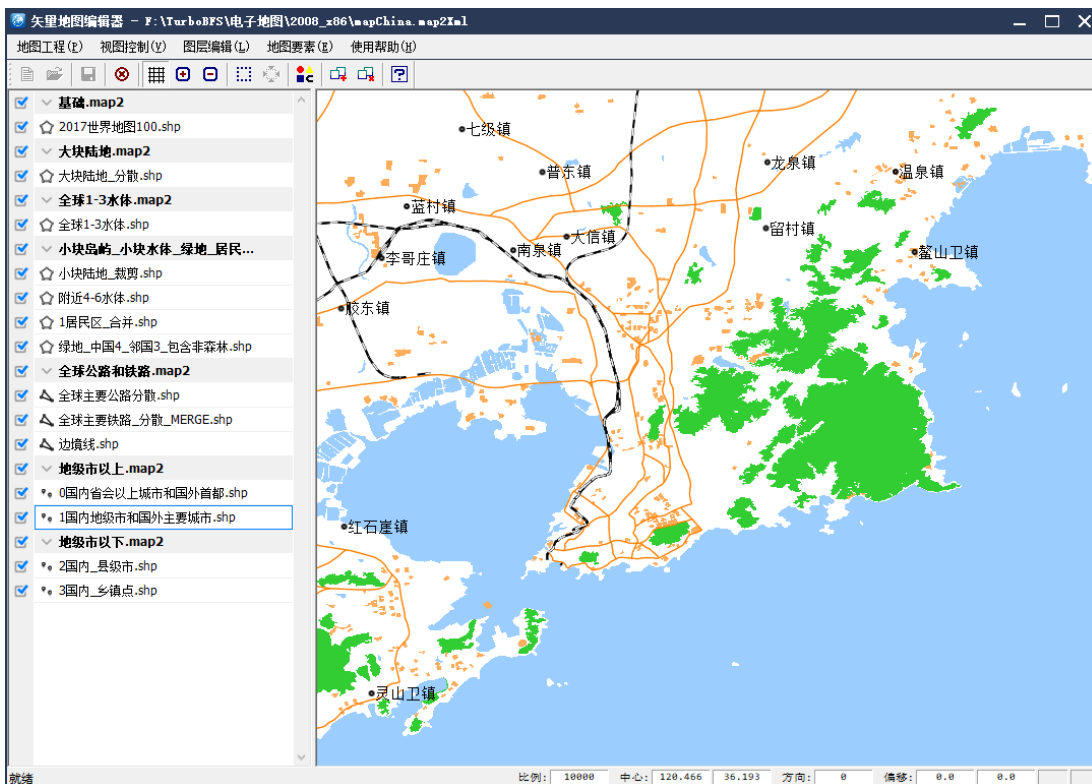 矢量地图编辑器 - F:\TurboBFS\电子地图\2008_x86\mapChina.map2Xml
地图工程(P) 视图控制(V) 图层编辑(L) 地图要素(E) 使用帮助(H)
基础.map2
2017世界地图100.shp
大块陆地.map2
大块陆地_分散.shp
全球1-3水体.map2
全球1-3水体.shp
小块岛屿_小块水体_绿地_居民...
小块陆地_裁剪.shp
附近4-6水体.shp
1居民区_合并.shp
绿地_中国4_邻国3_包含非森林.shp
全球公路和铁路.map2
全球主要公路分散.shp
全球主要铁路_分散_MERGE.shp
边境线.shp
地级市以上.map2
0国内省会以上城市和国外首都.shp
1国内地级市和国外主要城市.shp
地级市以下.map2
2国内_县级市.shp
3国内_乡镇点.shp
七级镇
普东镇
龙泉镇
温泉镇
蓝村镇
大信镇
留村镇
南泉镇
李哥庄镇
鳌山卫镇
胶东镇
红石崖镇
灵山卫镇
就绪
比例: 10000 中心: 120.466 36.193 方向: 0 偏移: 0.0 0.0